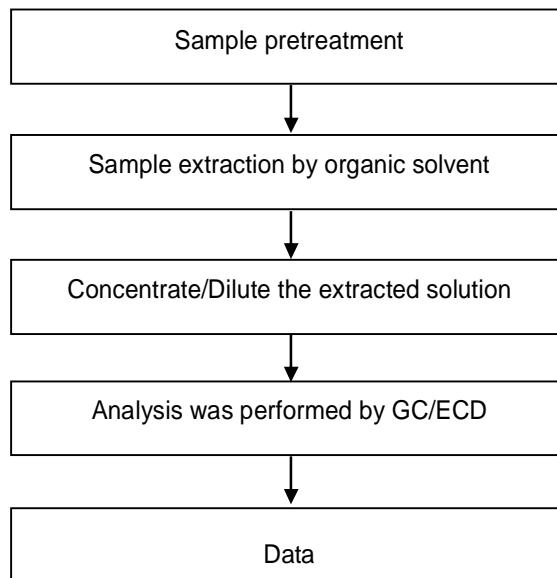 Sample pretreatment
Sample extraction by organic solvent
Concentrate/Dilute the extracted solution
Analysis was performed by GC/ECD
Data